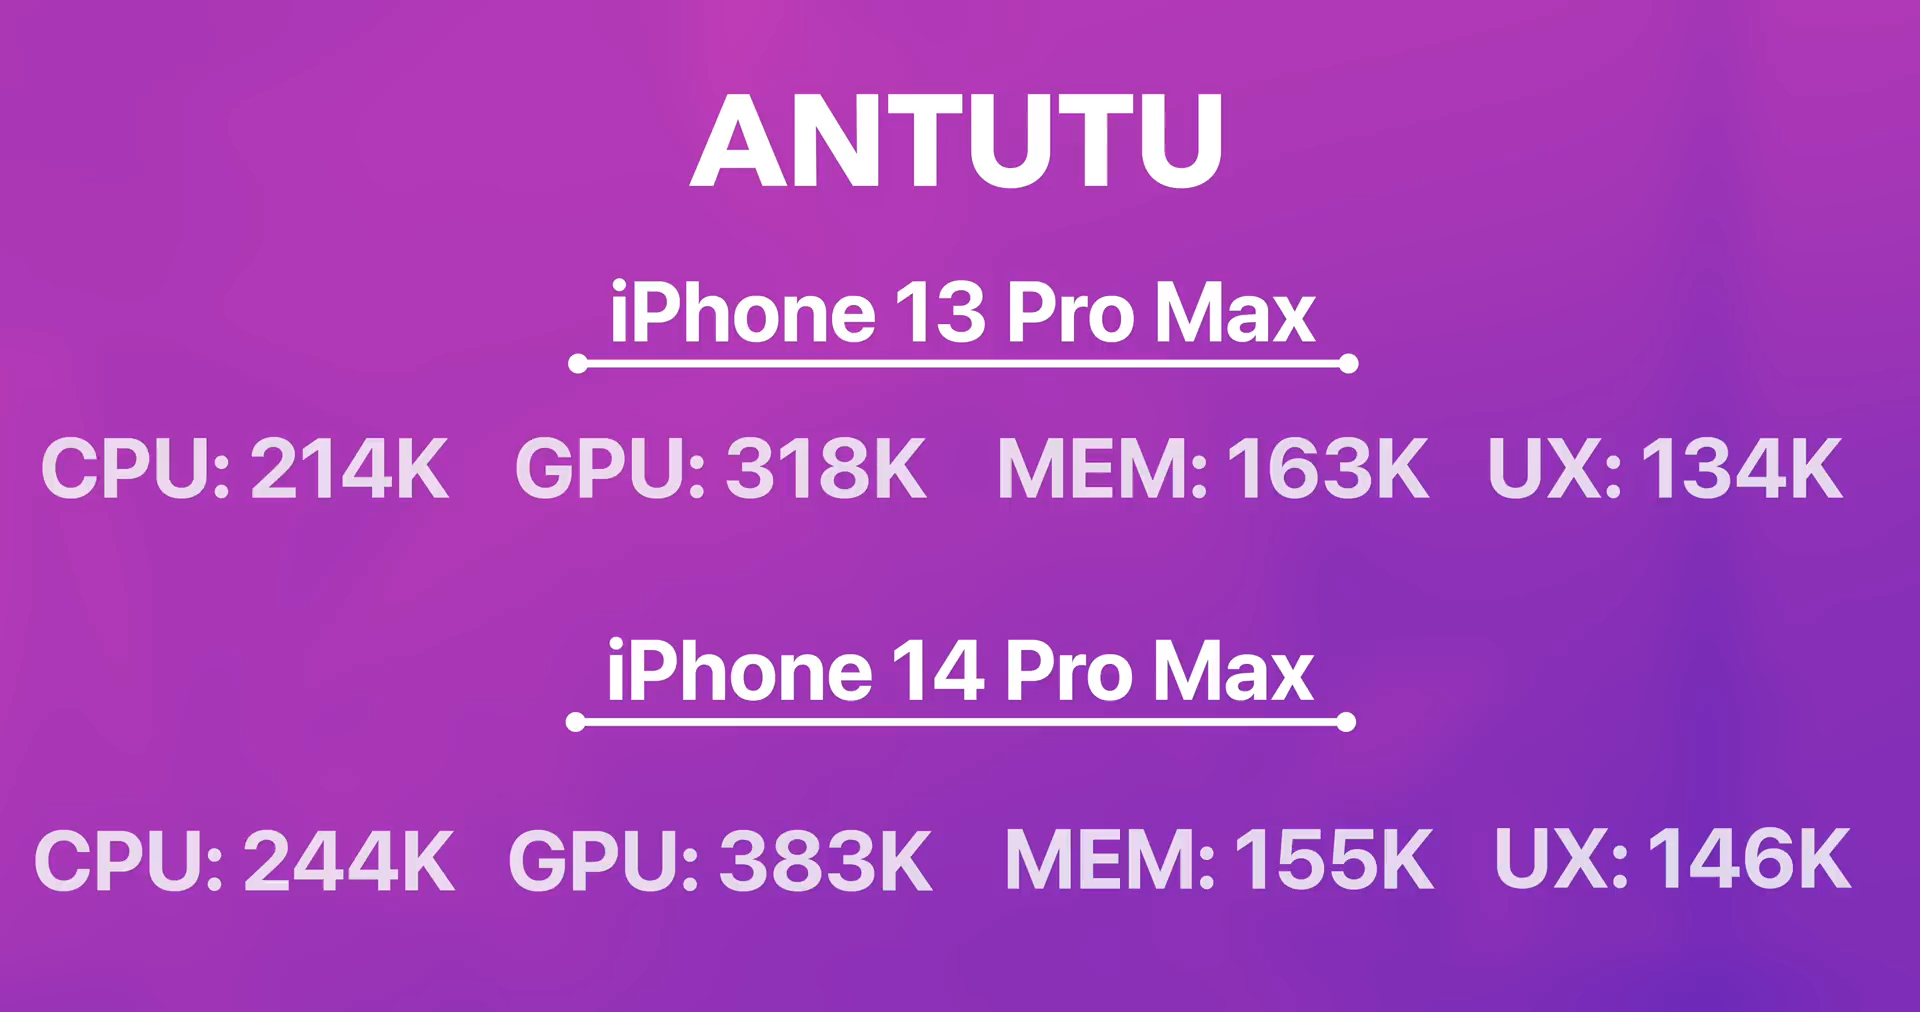 ANTUTU
iPhone 13 Pro Max
CPU: 214K GPU: 318K MEM: 163K UX: 134K
iPhone 14 Pro Max
CPU: 244K GPU: 383K MEM: 155K UX: 146K